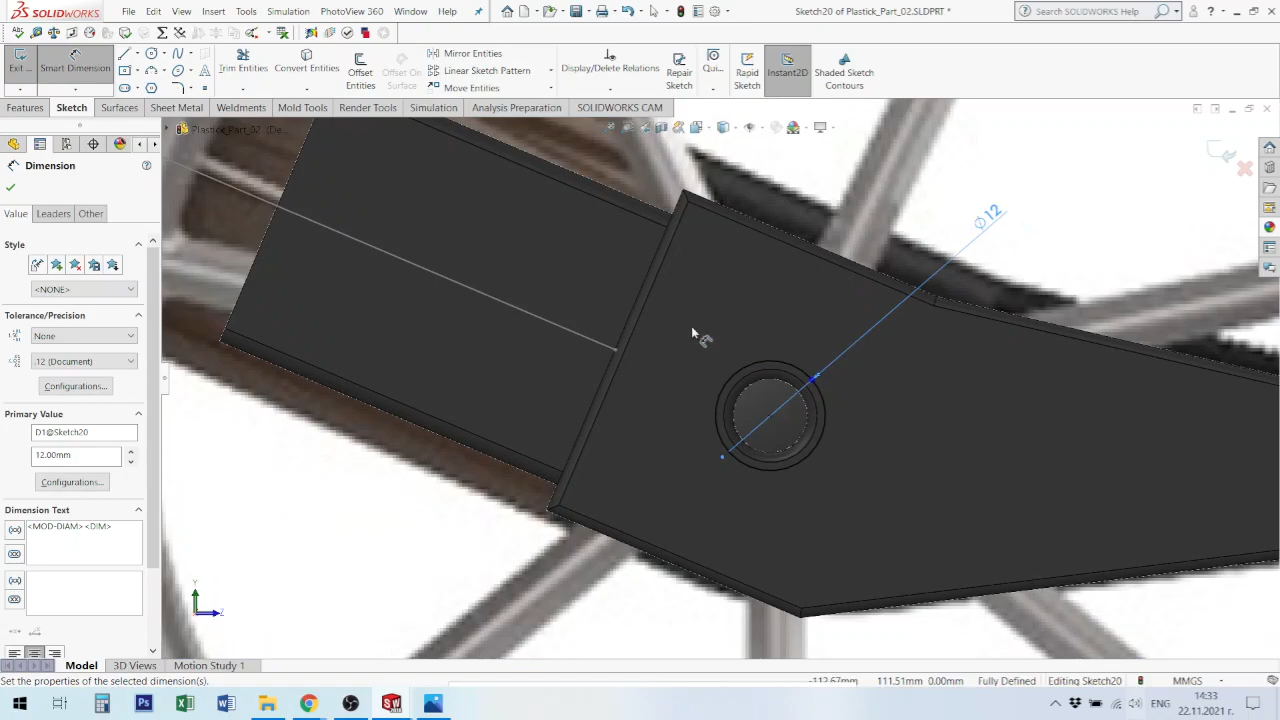 SOLIDWORKS File Edit View Insert Tools Simulation PhotoView 360 Window Help Sketch20 of Plastick_Part_02.SLDPRT * Search SOLIDWORKS Help
Exit ... Smart Dimension Trim Entities Convert Entities Offset Entities Offset On Surface Mirror Entities Linear Sketch Pattern Move Entities Display/Delete Relations Repair Sketch Qui... Rapid Sketch Instant2D Shaded Sketch Contours
Features Sketch Surfaces Sheet Metal Weldments Mold Tools Render Tools Simulation Analysis Preparation SOLIDWORKS CAM
Plastick_Part_02 (De...
Dimension
Value Leaders Other
Style
<NONE>
Tolerance/Precision
None
.12 (Document)
Configurations...
Primary Value
D1@Sketch20
12.00mm
Configurations...
Dimension Text
<MOD-DIAM><DIM>
∅12
Y
Z
Model 3D Views Motion Study 1
Set the properties of the selected dimension(s). -112.67mm 111.51mm 0.00mm Fully Defined Editing Sketch20 MMGS
ENG 14:33
22.11.2021 г.